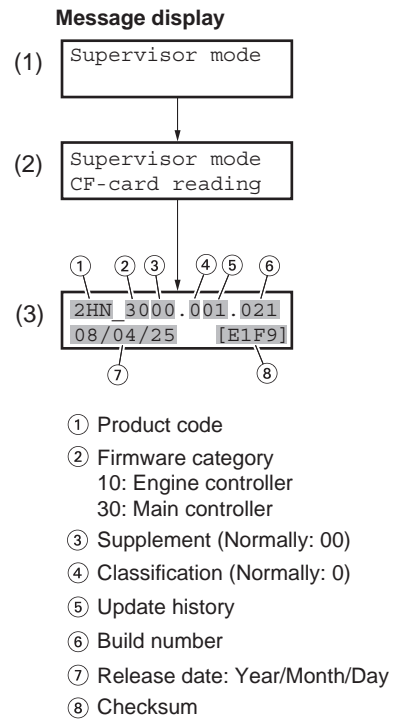 Message display
(1)
Supervisor mode
(2)
Supervisor mode
CF-card reading
① ② ③ ④ ⑤ ⑥
(3)
2HN_3000.001.021
08/04/25 [E1F9]
⑦ ⑧
① Product code
② Firmware category
10: Engine controller
30: Main controller
③ Supplement (Normally: 00)
④ Classification (Normally: 0)
⑤ Update history
⑥ Build number
⑦ Release date: Year/Month/Day
⑧ Checksum